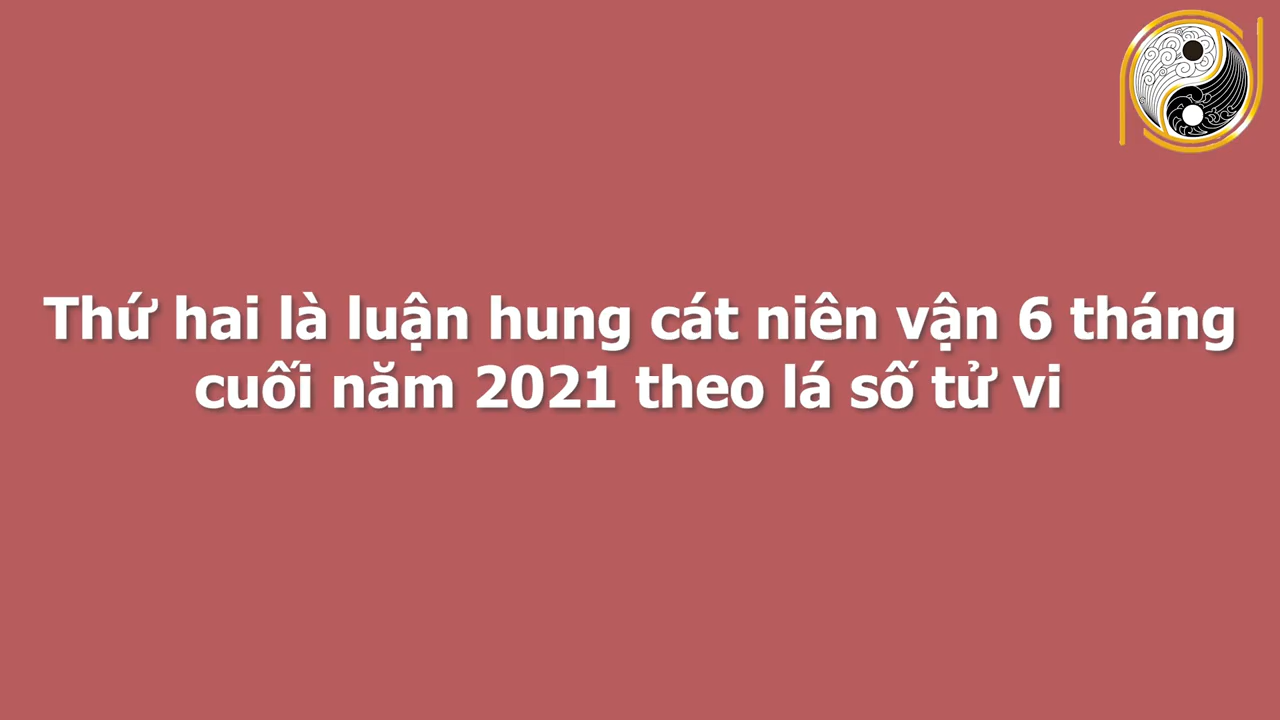 Thứ hai là luận hung cát niên vận 6 tháng
cuối năm 2021 theo lá số tử vi